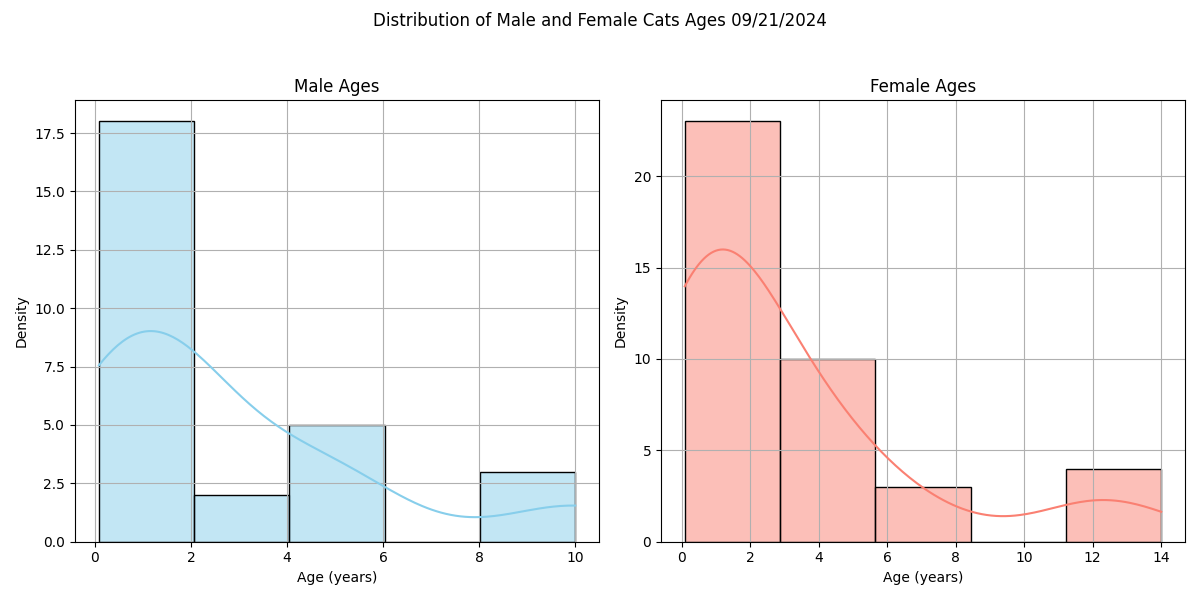 Distribution of Male and Female Cats Ages 09/21/2024
Male Ages
17.5
15.0
12.5
10.0
7.5
5.0
2.5
0.0
Density
0 2 4 6 8 10
Age (years)
Female Ages
20
15
10
5
0
Density
0 2 4 6 8 10 12 14
Age (years)